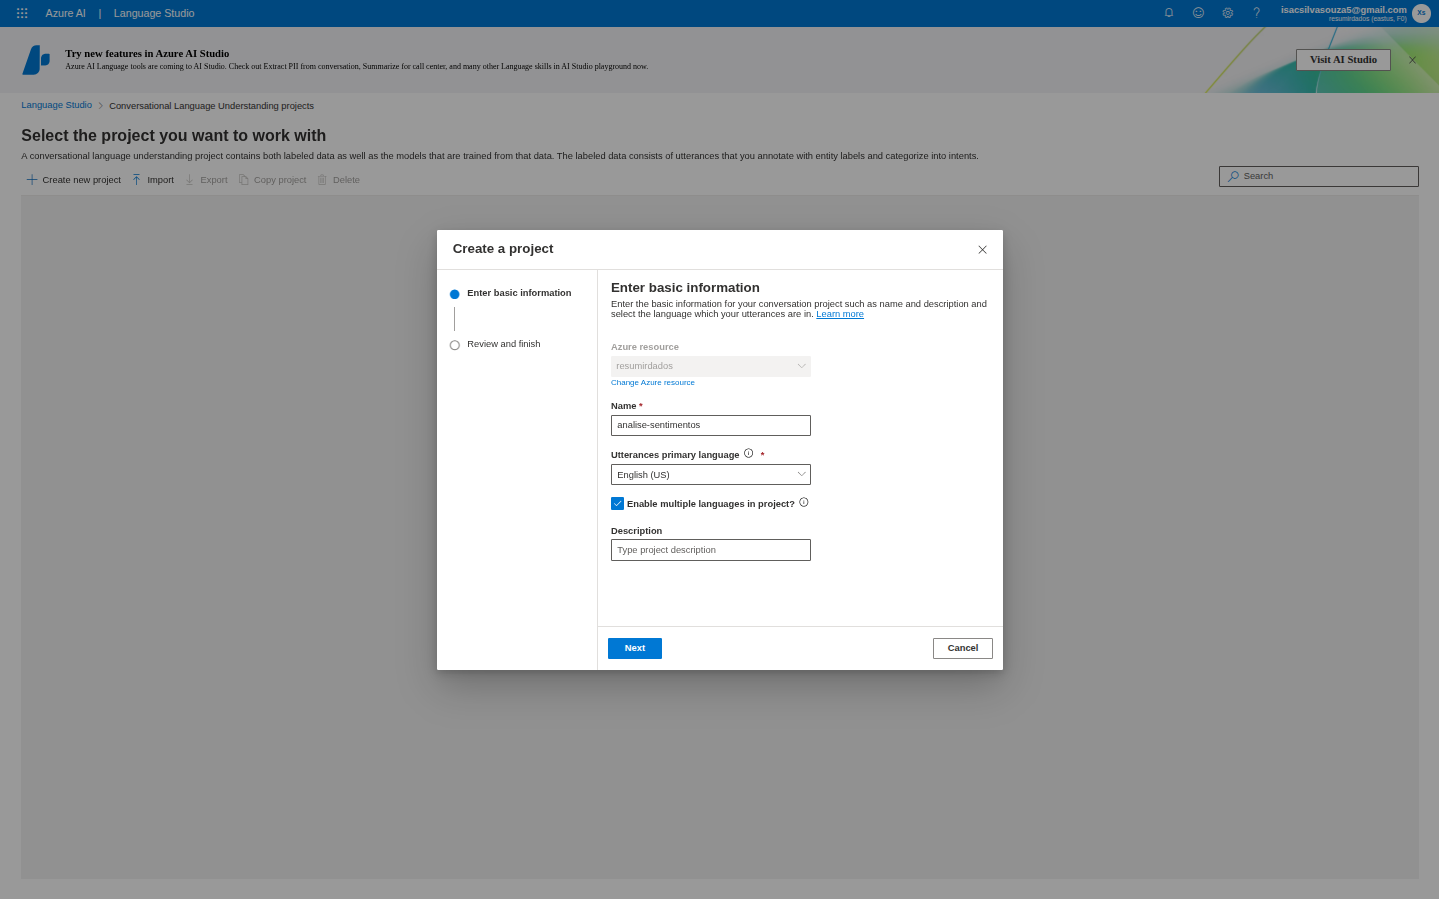 Azure AI | Language Studio
isacsilvasouza5@gmail.com
resumirdados (eastus, F0)
Xs
Try new features in Azure AI Studio
Azure AI Language tools are coming to AI Studio. Check out Extract PII from conversation, Summarize for call center, and many other Language skills in AI Studio playground now.
Visit AI Studio
Language Studio
Conversational Language Understanding projects
Select the project you want to work with
A conversational language understanding project contains both labeled data as well as the models that are trained from that data. The labeled data consists of utterances that you annotate with entity labels and categorize into intents.
Create new project
Import
Export
Copy project
Delete
Search
Create a project
Enter basic information
Review and finish
Enter basic information
Enter the basic information for your conversation project such as name and description and
select the language which your utterances are in. Learn more
Azure resource
resumirdados
Change Azure resource
Name *
analise-sentimentos
Utterances primary language *
English (US)
Enable multiple languages in project?
Description
Type project description
Next
Cancel